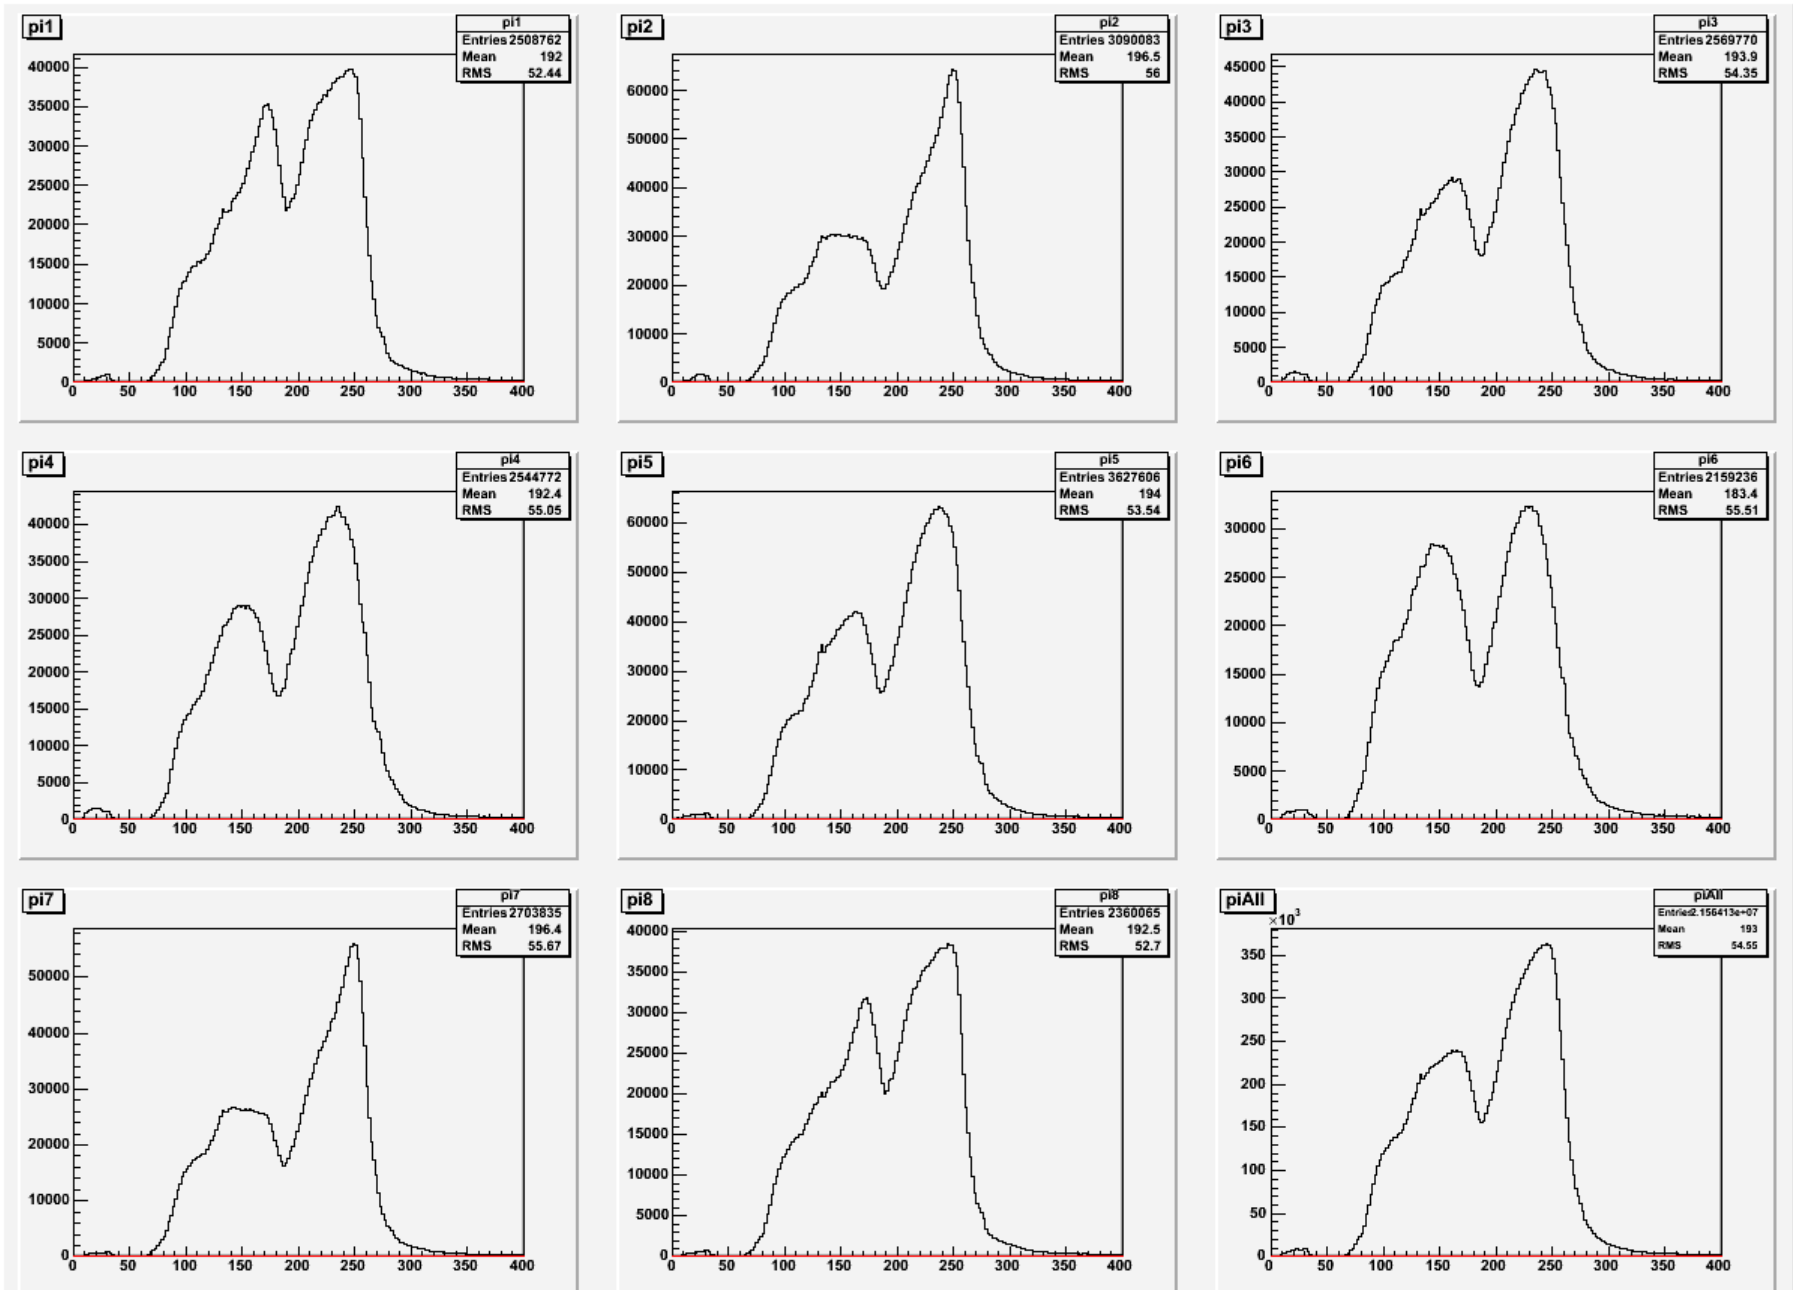 pi1
pi1
Entries 2508762
Mean 192
RMS 52.44
40000
35000
30000
25000
20000
15000
10000
5000
0
0 50 100 150 200 250 300 350 400
pi2
pi2
Entries 3090083
Mean 196.5
RMS 56
60000
50000
40000
30000
20000
10000
0
0 50 100 150 200 250 300 350 400
pi3
pi3
Entries 2569770
Mean 193.9
RMS 54.35
45000
40000
35000
30000
25000
20000
15000
10000
5000
0
0 50 100 150 200 250 300 350 400
pi4
pi4
Entries 2544772
Mean 192.4
RMS 55.05
40000
35000
30000
25000
20000
15000
10000
5000
0
0 50 100 150 200 250 300 350 400
pi5
pi5
Entries 3627606
Mean 194
RMS 53.54
60000
50000
40000
30000
20000
10000
0
0 50 100 150 200 250 300 350 400
pi6
pi6
Entries 2159236
Mean 183.4
RMS 55.51
30000
25000
20000
15000
10000
5000
0
0 50 100 150 200 250 300 350 400
pi7
pi7
Entries 2703835
Mean 196.4
RMS 55.67
50000
40000
30000
20000
10000
0
0 50 100 150 200 250 300 350 400
pi8
pi8
Entries 2360065
Mean 192.5
RMS 52.7
40000
35000
30000
25000
20000
15000
10000
5000
0
0 50 100 150 200 250 300 350 400
piAll
piAll
Entries 2.156413e+07
Mean 193
RMS 54.55
×10³
350
300
250
200
150
100
50
0
0 50 100 150 200 250 300 350 400